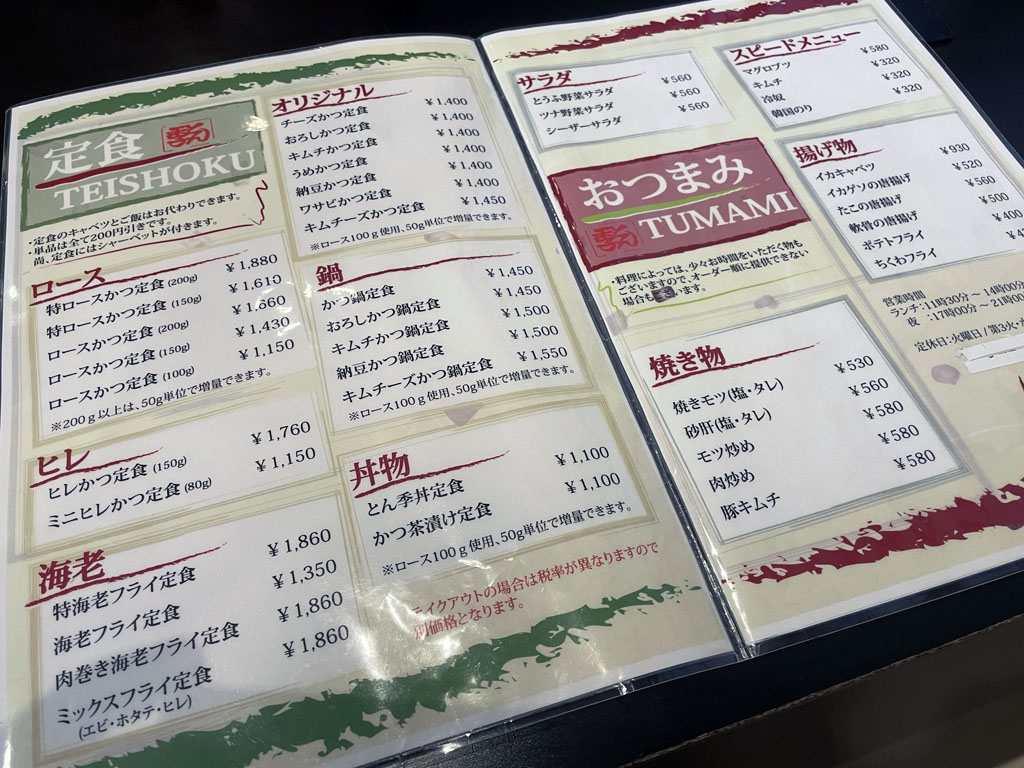 定食
TEISHOKU
・定食のキャベツとご飯はお代わりできます。
・単品は全て200円引きです。
尚、定食にはシャーベットが付きます。
ロース
特ロースかつ定食(200g) ¥1,880
特ロースかつ定食(150g) ¥1,610
ロースかつ定食(200g) ¥1,660
ロースかつ定食(150g) ¥1,430
ロースかつ定食(100g) ¥1,150
※200g以上は、50g単位で増量できます。
ヒレ
ヒレかつ定食(150g) ¥1,760
ミニヒレかつ定食(80g) ¥1,150
海老
特海老フライ定食 ¥1,860
海老フライ定食 ¥1,350
肉巻き海老フライ定食 ¥1,860
ミックスフライ定食 ¥1,860
(エビ・ホタテ・ヒレ)
オリジナル
チーズかつ定食 ¥1,400
おろしかつ定食 ¥1,400
キムチかつ定食 ¥1,400
うめかつ定食 ¥1,400
納豆かつ定食 ¥1,400
ワサビかつ定食 ¥1,400
キムチーズかつ定食 ¥1,450
※ロース100g使用、50g単位で増量できます。
鍋
かつ鍋定食 ¥1,450
おろしかつ鍋定食 ¥1,450
キムチかつ鍋定食 ¥1,500
納豆かつ鍋定食 ¥1,500
キムチーズかつ鍋定食 ¥1,550
※ロース100g使用、50g単位で増量できます。
丼物
とん季丼定食 ¥1,100
かつ茶漬け定食 ¥1,100
※ロース100g使用、50g単位で増量できます。
テイクアウトの場合は税率が異なりますので
別価格となります。
サラダ
とうふ野菜サラダ ¥560
ツナ野菜サラダ ¥560
シーザーサラダ ¥560
おつまみ
TUMAMI
・料理によっては、少々お時間をいただく物も
ございますので、オーダー順に提供できない
場合も います。
焼き物
焼きモツ(塩・タレ) ¥530
砂肝(塩・タレ) ¥560
モツ炒め ¥580
肉炒め ¥580
豚キムチ ¥580
スピードメニュー
マグロブツ ¥580
キムチ ¥320
冷奴 ¥320
韓国のり ¥320
揚げ物
イカキャベツ ¥930
イカゲソの唐揚げ ¥520
たこの唐揚げ ¥560
軟骨の唐揚げ ¥500
ポテトフライ ¥400
ちくわフライ
営業時間
ランチ:11時30分〜14時00分
夜 :17時00分〜21時00
定休日:火曜日/第3火・